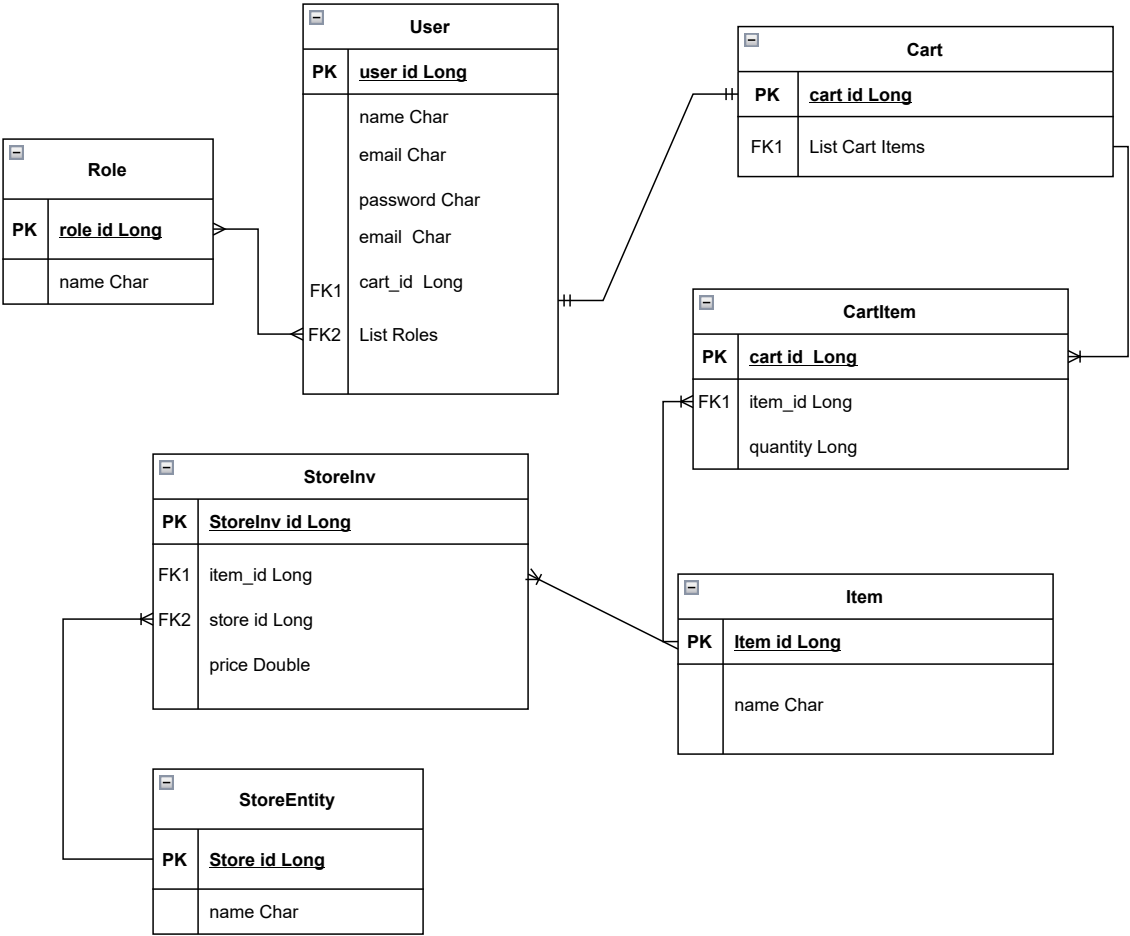 User
PK user id Long
name Char
email Char
password Char
email Char
FK1 cart_id Long
FK2 List Roles
Cart
PK cart id Long
FK1 List Cart Items
Role
PK role id Long
name Char
CartItem
PK cart id Long
FK1 item_id Long
quantity Long
StoreInv
PK StoreInv id Long
FK1 item_id Long
FK2 store id Long
price Double
Item
PK Item id Long
name Char
StoreEntity
PK Store id Long
name Char